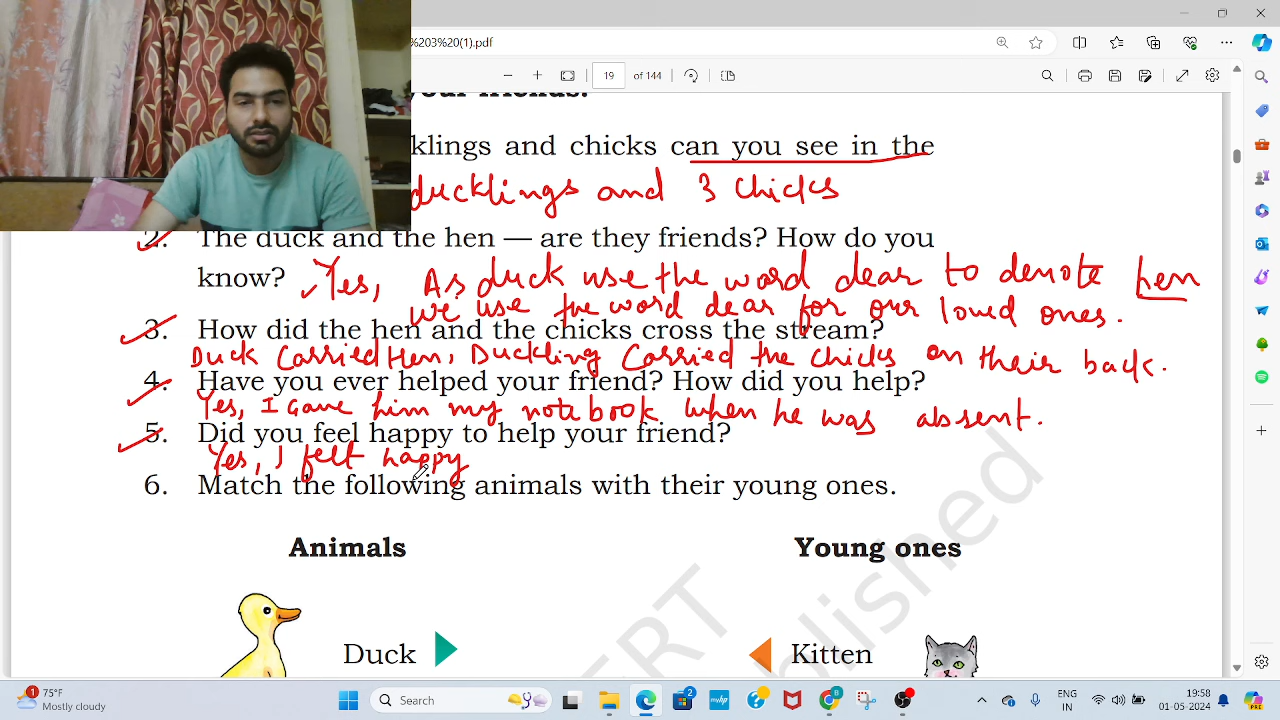 %203%20(1).pdf
19 of 144
your friends.
klings and chicks can you see in the
ducklings and 3 chicks
2. The duck and the hen — are they friends? How do you
know? Yes, As duck use the word dear to denote hen
we use the word dear for our loved ones.
3. How did the hen and the chicks cross the stream?
Duck Carried Hen, Duckling Carried the chicks on their back.
4. Have you ever helped your friend? How did you help?
Yes, I gave him my notebook when he was absent.
5. Did you feel happy to help your friend?
Yes, I felt happy
6. Match the following animals with their young ones.
Animals Young ones
Duck Kitten
ERT
blished
75°F
Mostly cloudy
Search
2
myhp
ENG
IN
19:58
01-05-2024